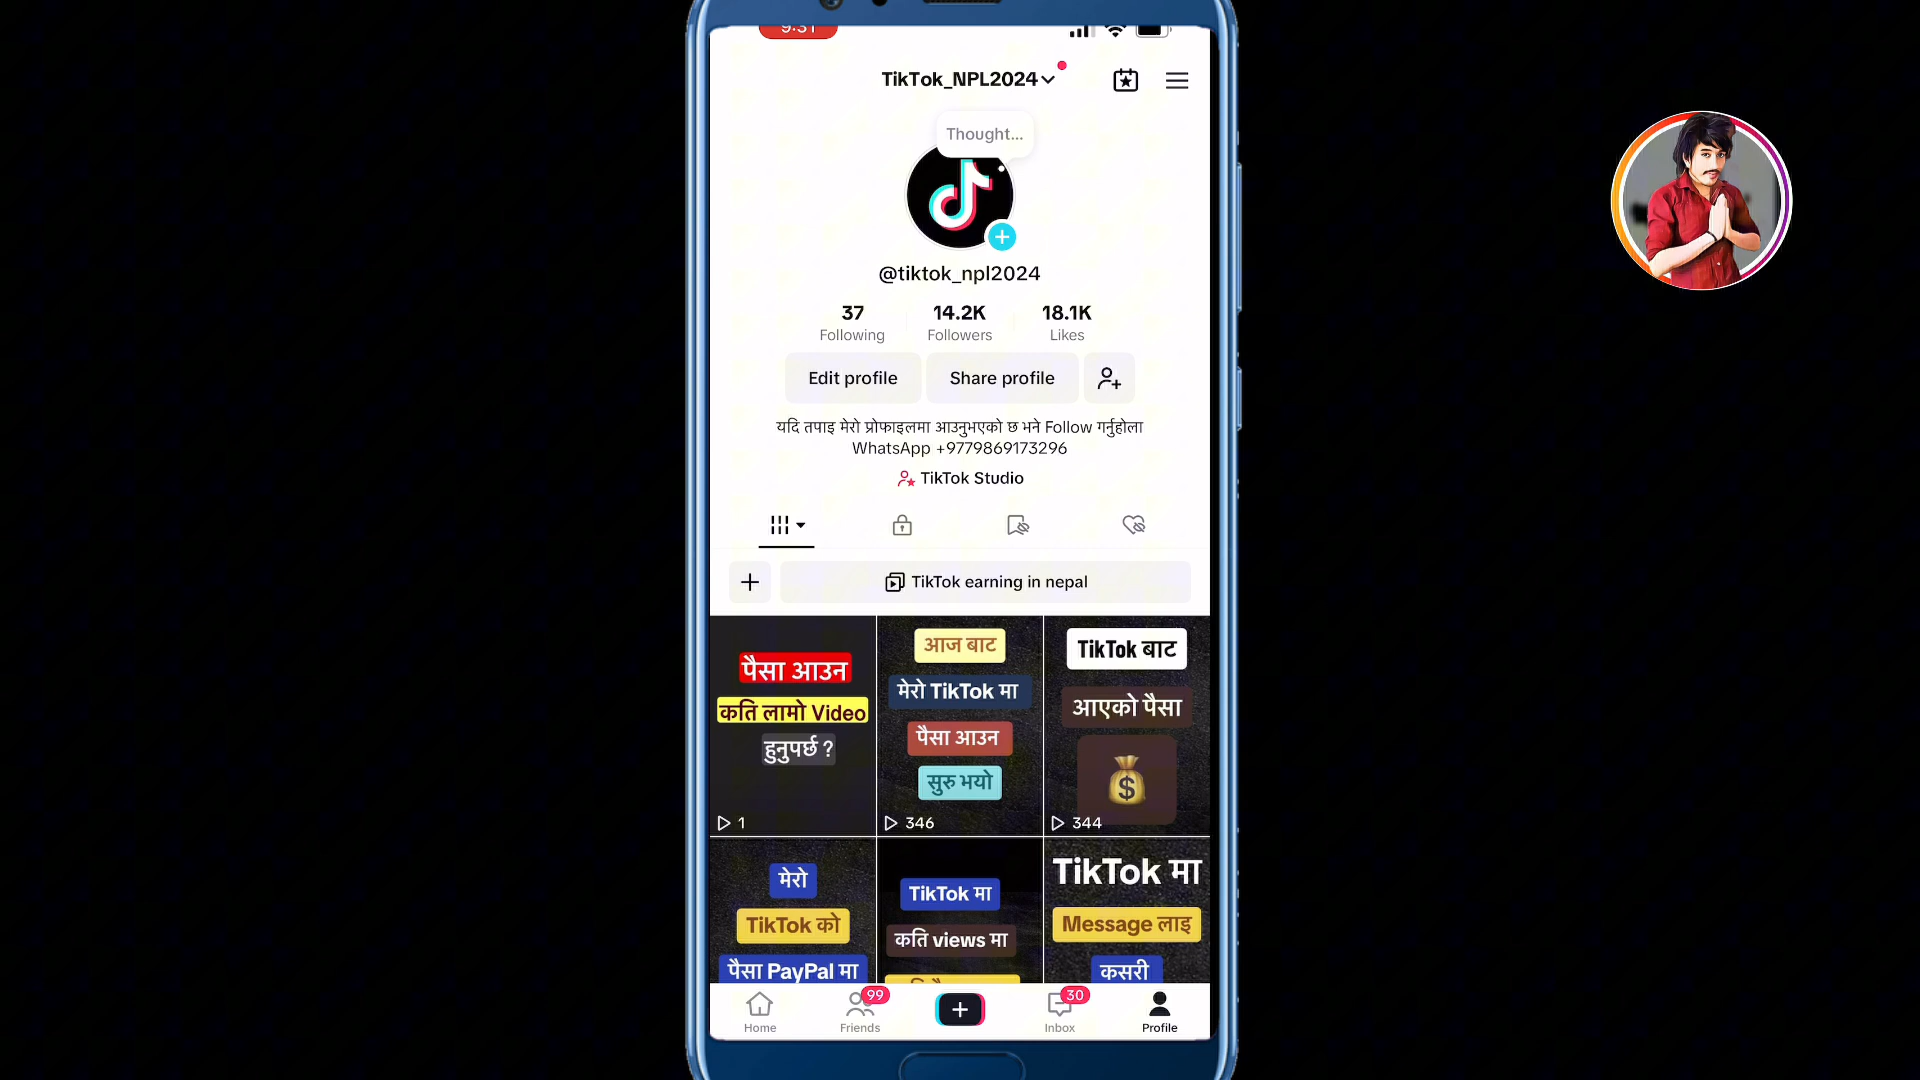 9:31
TikTok_NPL2024
Thought...
@tiktok_npl2024
37 14.2K 18.1K
Following Followers Likes
Edit profile Share profile
यदि तपाइ मेरो प्रोफाइलमा आउनुभएको छ भने Follow गर्नुहोला
WhatsApp +9779869173296
TikTok Studio
TikTok earning in nepal
पैसा आउन
कति लामो Video
हुनुपर्छ ?
1
आज बाट
मेरो TikTok मा
पैसा आउन
सुरु भयो
346
TikTok बाट
आएको पैसा
344
मेरो
TikTok को
पैसा PayPal मा
TikTok मा
कति views मा
TikTok मा
Message लाइ
कसरी
99 30
Home Friends Inbox Profile